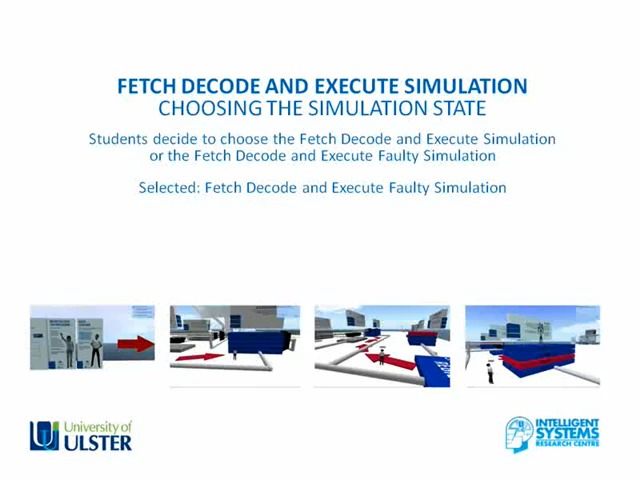 FETCH DECODE AND EXECUTE SIMULATION
CHOOSING THE SIMULATION STATE
Students decide to choose the Fetch Decode and Execute Simulation
or the Fetch Decode and Execute Faulty Simulation
Selected: Fetch Decode and Execute Faulty Simulation
University of
ULSTER
INTELLIGENT
SYSTEMS
RESEARCH CENTRE